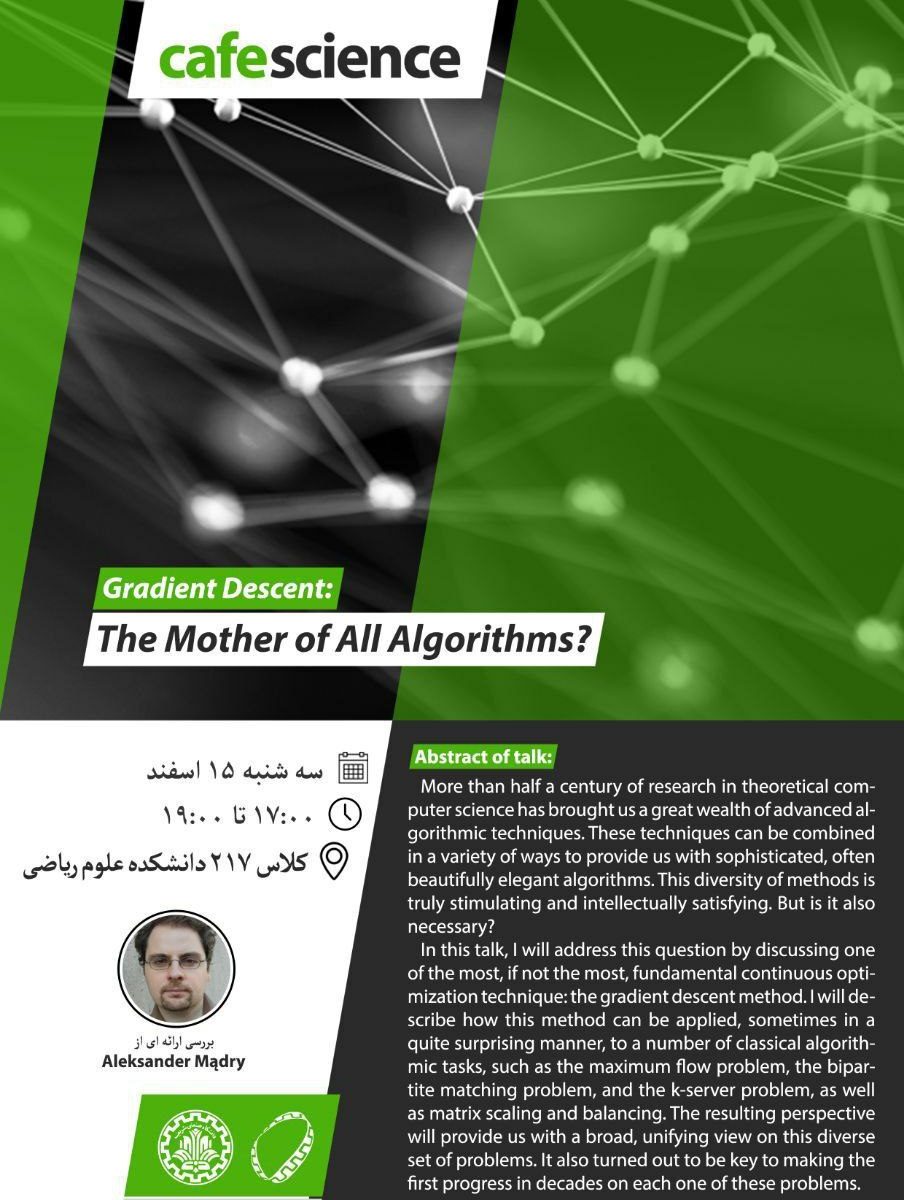 cafescience
Gradient Descent:
The Mother of All Algorithms?
سه شنبه ۱۵ اسفند
۱۷:۰۰ تا ۱۹:۰۰
کلاس ۲۱۷ دانشکده علوم ریاضی
بررسی ارائه ای از
Aleksander Mądry
Abstract of talk:
More than half a century of research in theoretical com-
puter science has brought us a great wealth of advanced al-
gorithmic techniques. These techniques can be combined
in a variety of ways to provide us with sophisticated, often
beautifully elegant algorithms. This diversity of methods is
truly stimulating and intellectually satisfying. But is it also
necessary?
In this talk, I will address this question by discussing one
of the most, if not the most, fundamental continuous opti-
mization technique: the gradient descent method. I will de-
scribe how this method can be applied, sometimes in a
quite surprising manner, to a number of classical algorith-
mic tasks, such as the maximum flow problem, the bipar-
tite matching problem, and the k-server problem, as well
as matrix scaling and balancing. The resulting perspective
will provide us with a broad, unifying view on this diverse
set of problems. It also turned out to be key to making the
first progress in decades on each one of these problems.